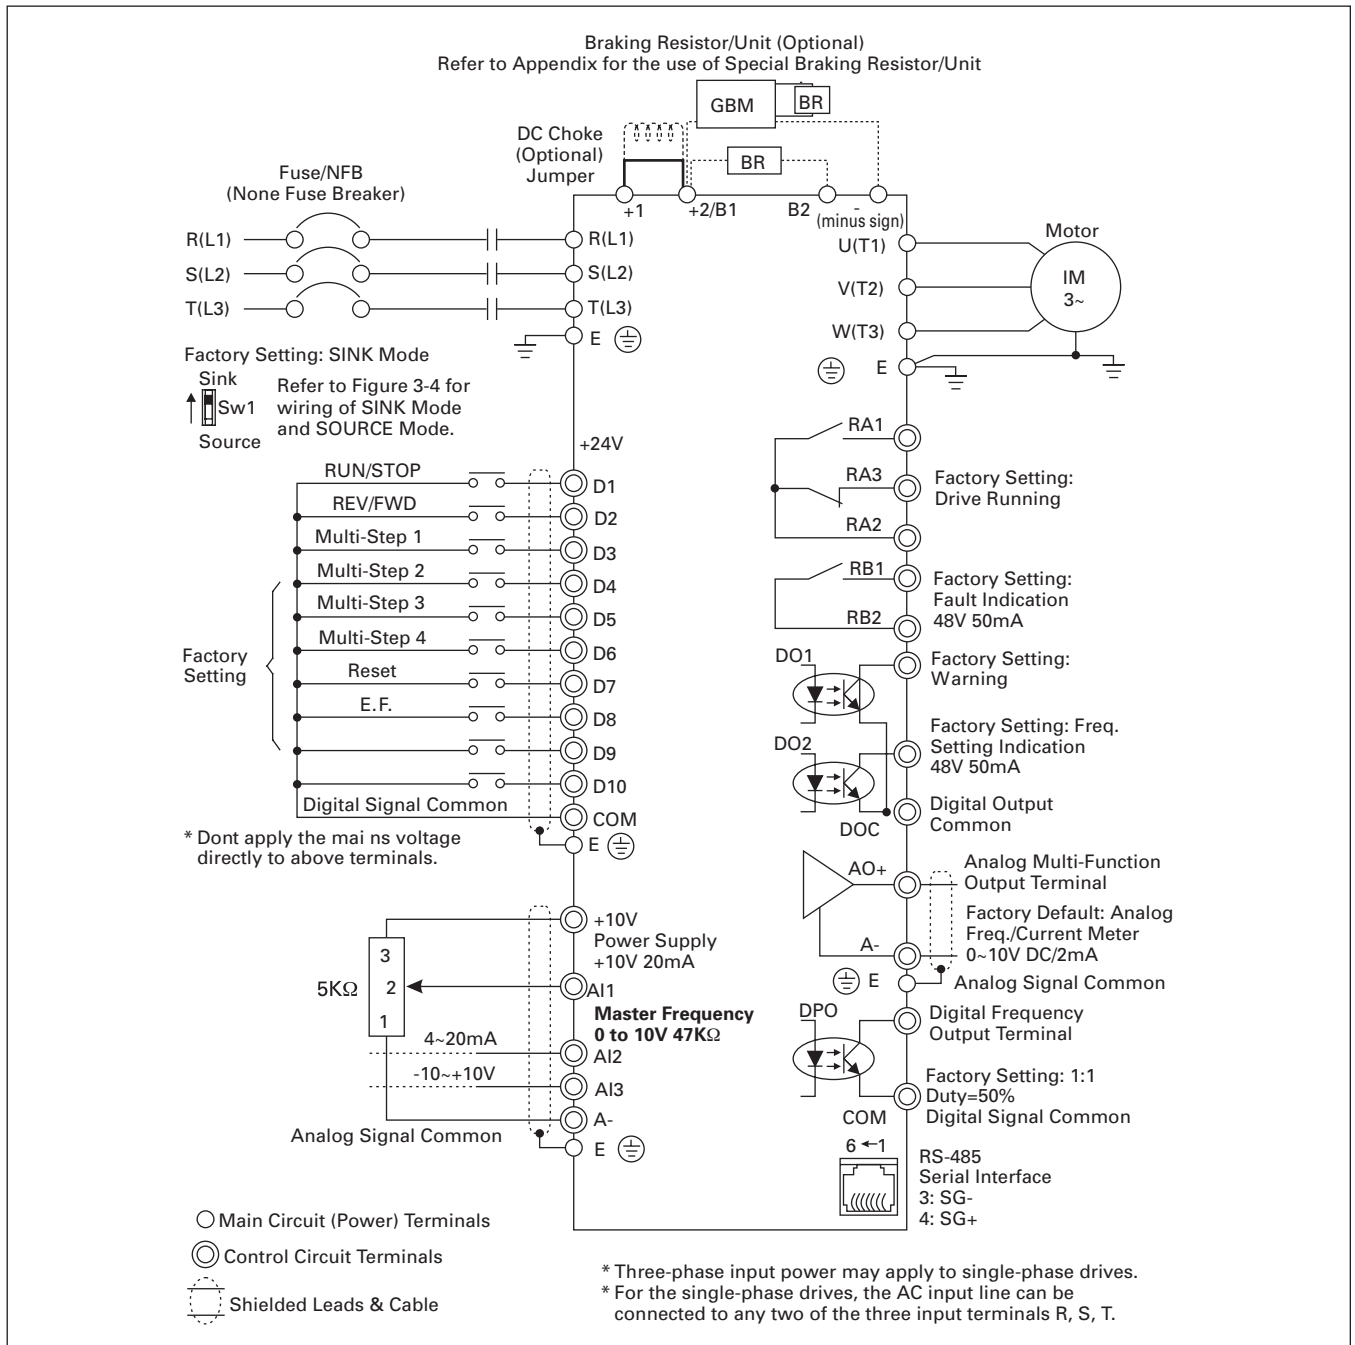 Braking Resistor/Unit (Optional)
Refer to Appendix for the use of Special Braking Resistor/Unit
GBM
BR
DC Choke
(Optional)
Jumper
BR
+1
+2/B1
B2
-
(minus sign)
Fuse/NFB
(None Fuse Breaker)
R(L1)
R(L1)
S(L2)
S(L2)
T(L3)
T(L3)
E
U(T1)
V(T2)
W(T3)
E
Motor
IM
3~
Factory Setting: SINK Mode
Sink
Sw1
Source
Refer to Figure 3-4 for
wiring of SINK Mode
and SOURCE Mode.
+24V
RUN/STOP
D1
REV/FWD
D2
Multi-Step 1
D3
Multi-Step 2
D4
Multi-Step 3
D5
Multi-Step 4
D6
Reset
D7
E.F.
D8
D9
D10
Factory
Setting
Digital Signal Common
COM
E
* Dont apply the mai ns voltage
directly to above terminals.
RA1
RA3
RA2
Factory Setting:
Drive Running
RB1
RB2
Factory Setting:
Fault Indication
48V 50mA
DO1
Factory Setting:
Warning
DO2
Factory Setting: Freq.
Setting Indication
48V 50mA
DOC
Digital Output
Common
AO+
Analog Multi-Function
Output Terminal
A-
Factory Default: Analog
Freq./Current Meter
0~10V DC/2mA
E
Analog Signal Common
DPO
Digital Frequency
Output Terminal
Factory Setting: 1:1
Duty=50%
COM
Digital Signal Common
6 ←1
RS-485
Serial Interface
3: SG-
4: SG+
+10V
Power Supply
+10V 20mA
3
2
1
5KΩ
AI1
Master Frequency
0 to 10V 47KΩ
4~20mA
AI2
-10~+10V
AI3
A-
Analog Signal Common
E
Main Circuit (Power) Terminals
Control Circuit Terminals
Shielded Leads & Cable
* Three-phase input power may apply to single-phase drives.
* For the single-phase drives, the AC input line can be
connected to any two of the three input terminals R, S, T.